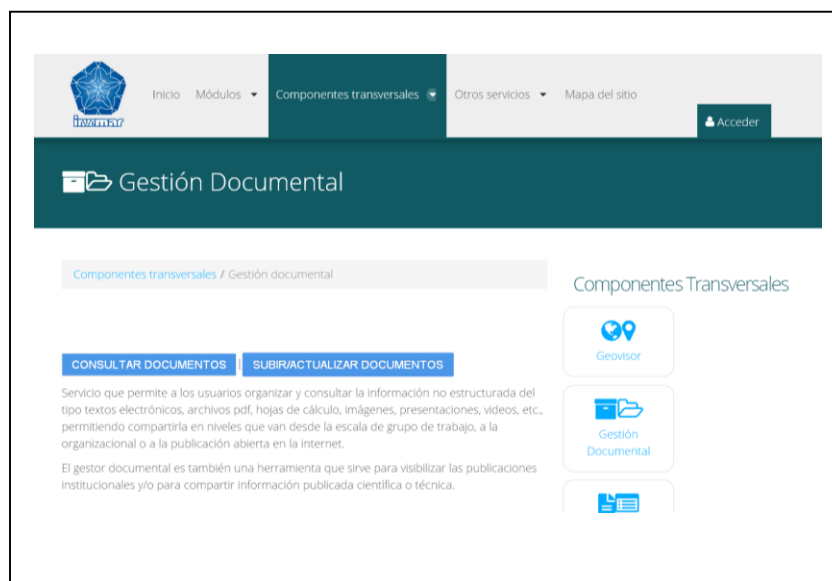 invemar
Inicio Módulos Componentes transversales Otros servicios Mapa del sitio
Acceder
Gestión Documental
Componentes transversales / Gestión documental
CONSULTAR DOCUMENTOS | SUBIR/ACTUALIZAR DOCUMENTOS
Servicio que permite a los usuarios organizar y consultar la información no estructurada del
tipo textos electrónicos, archivos pdf, hojas de cálculo, imágenes, presentaciones, videos, etc.,
permitiendo compartirla en niveles que van desde la escala de grupo de trabajo, a la
organizacional o a la publicación abierta en la internet.
El gestor documental es también una herramienta que sirve para visibilizar las publicaciones
institucionales y/o para compartir información publicada científica o técnica.
Componentes Transversales
Geovisor
Gestión
Documental